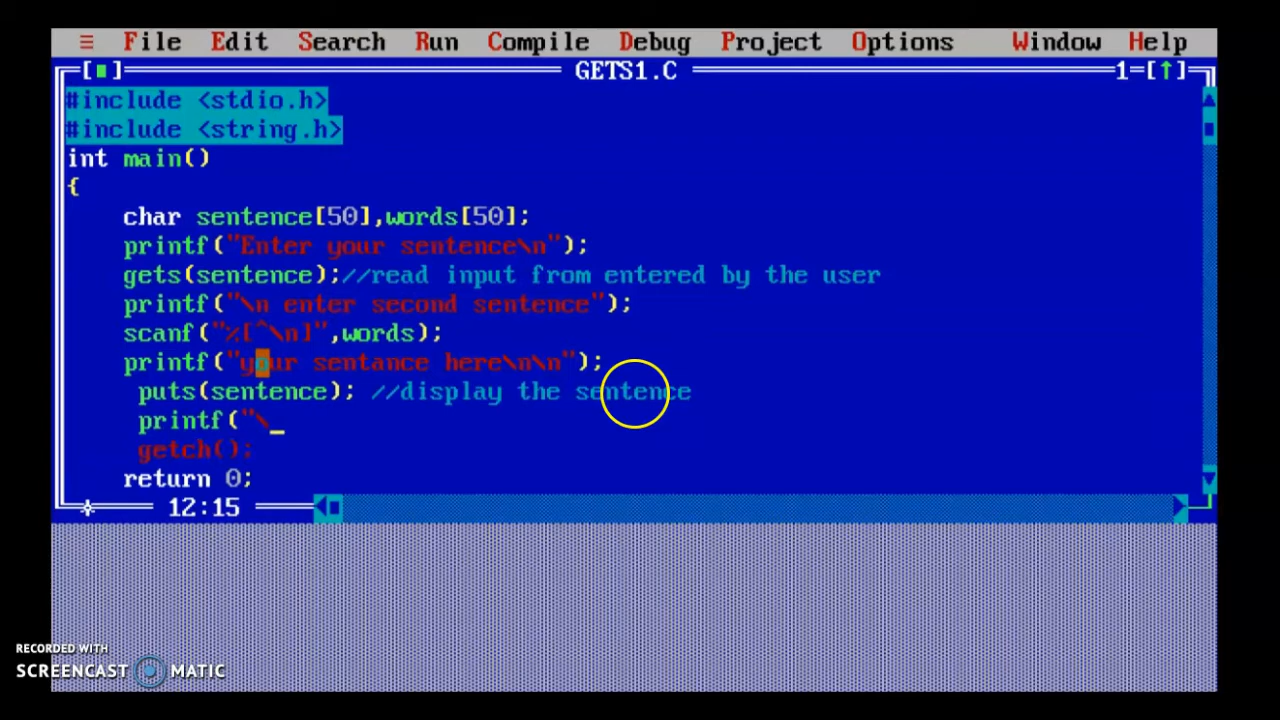 ≡ File Edit Search Run Compile Debug Project Options Window Help
[■] GETS1.C 1=[↑]
#include <stdio.h>
#include <string.h>
int main()
{
char sentence[50],words[50];
printf("Enter your sentence\n");
gets(sentence);//read input from entered by the user
printf("\n enter second sentence");
scanf("%[^\n]",words);
printf("your sentance here\n\n");
puts(sentence); //display the sentence
printf("\_
getch();
return 0;
12:15
RECORDED WITH
SCREENCAST MATIC